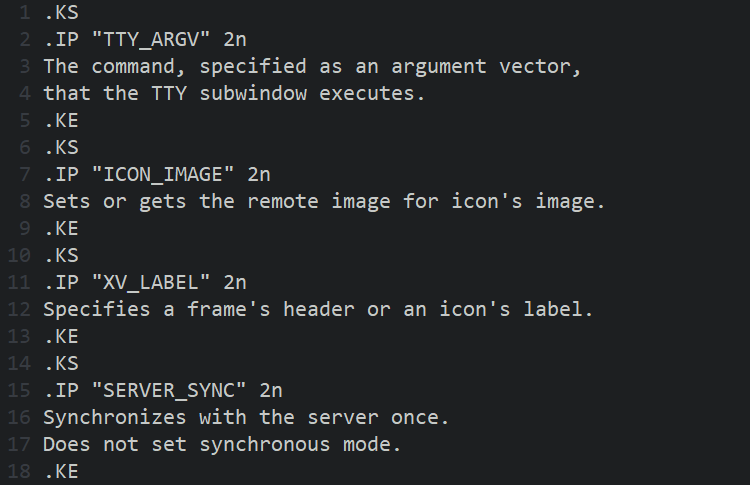 1 .KS
2 .IP "TTY_ARGV" 2n
3 The command, specified as an argument vector,
4 that the TTY subwindow executes.
5 .KE
6 .KS
7 .IP "ICON_IMAGE" 2n
8 Sets or gets the remote image for icon's image.
9 .KE
10 .KS
11 .IP "XV_LABEL" 2n
12 Specifies a frame's header or an icon's label.
13 .KE
14 .KS
15 .IP "SERVER_SYNC" 2n
16 Synchronizes with the server once.
17 Does not set synchronous mode.
18 .KE